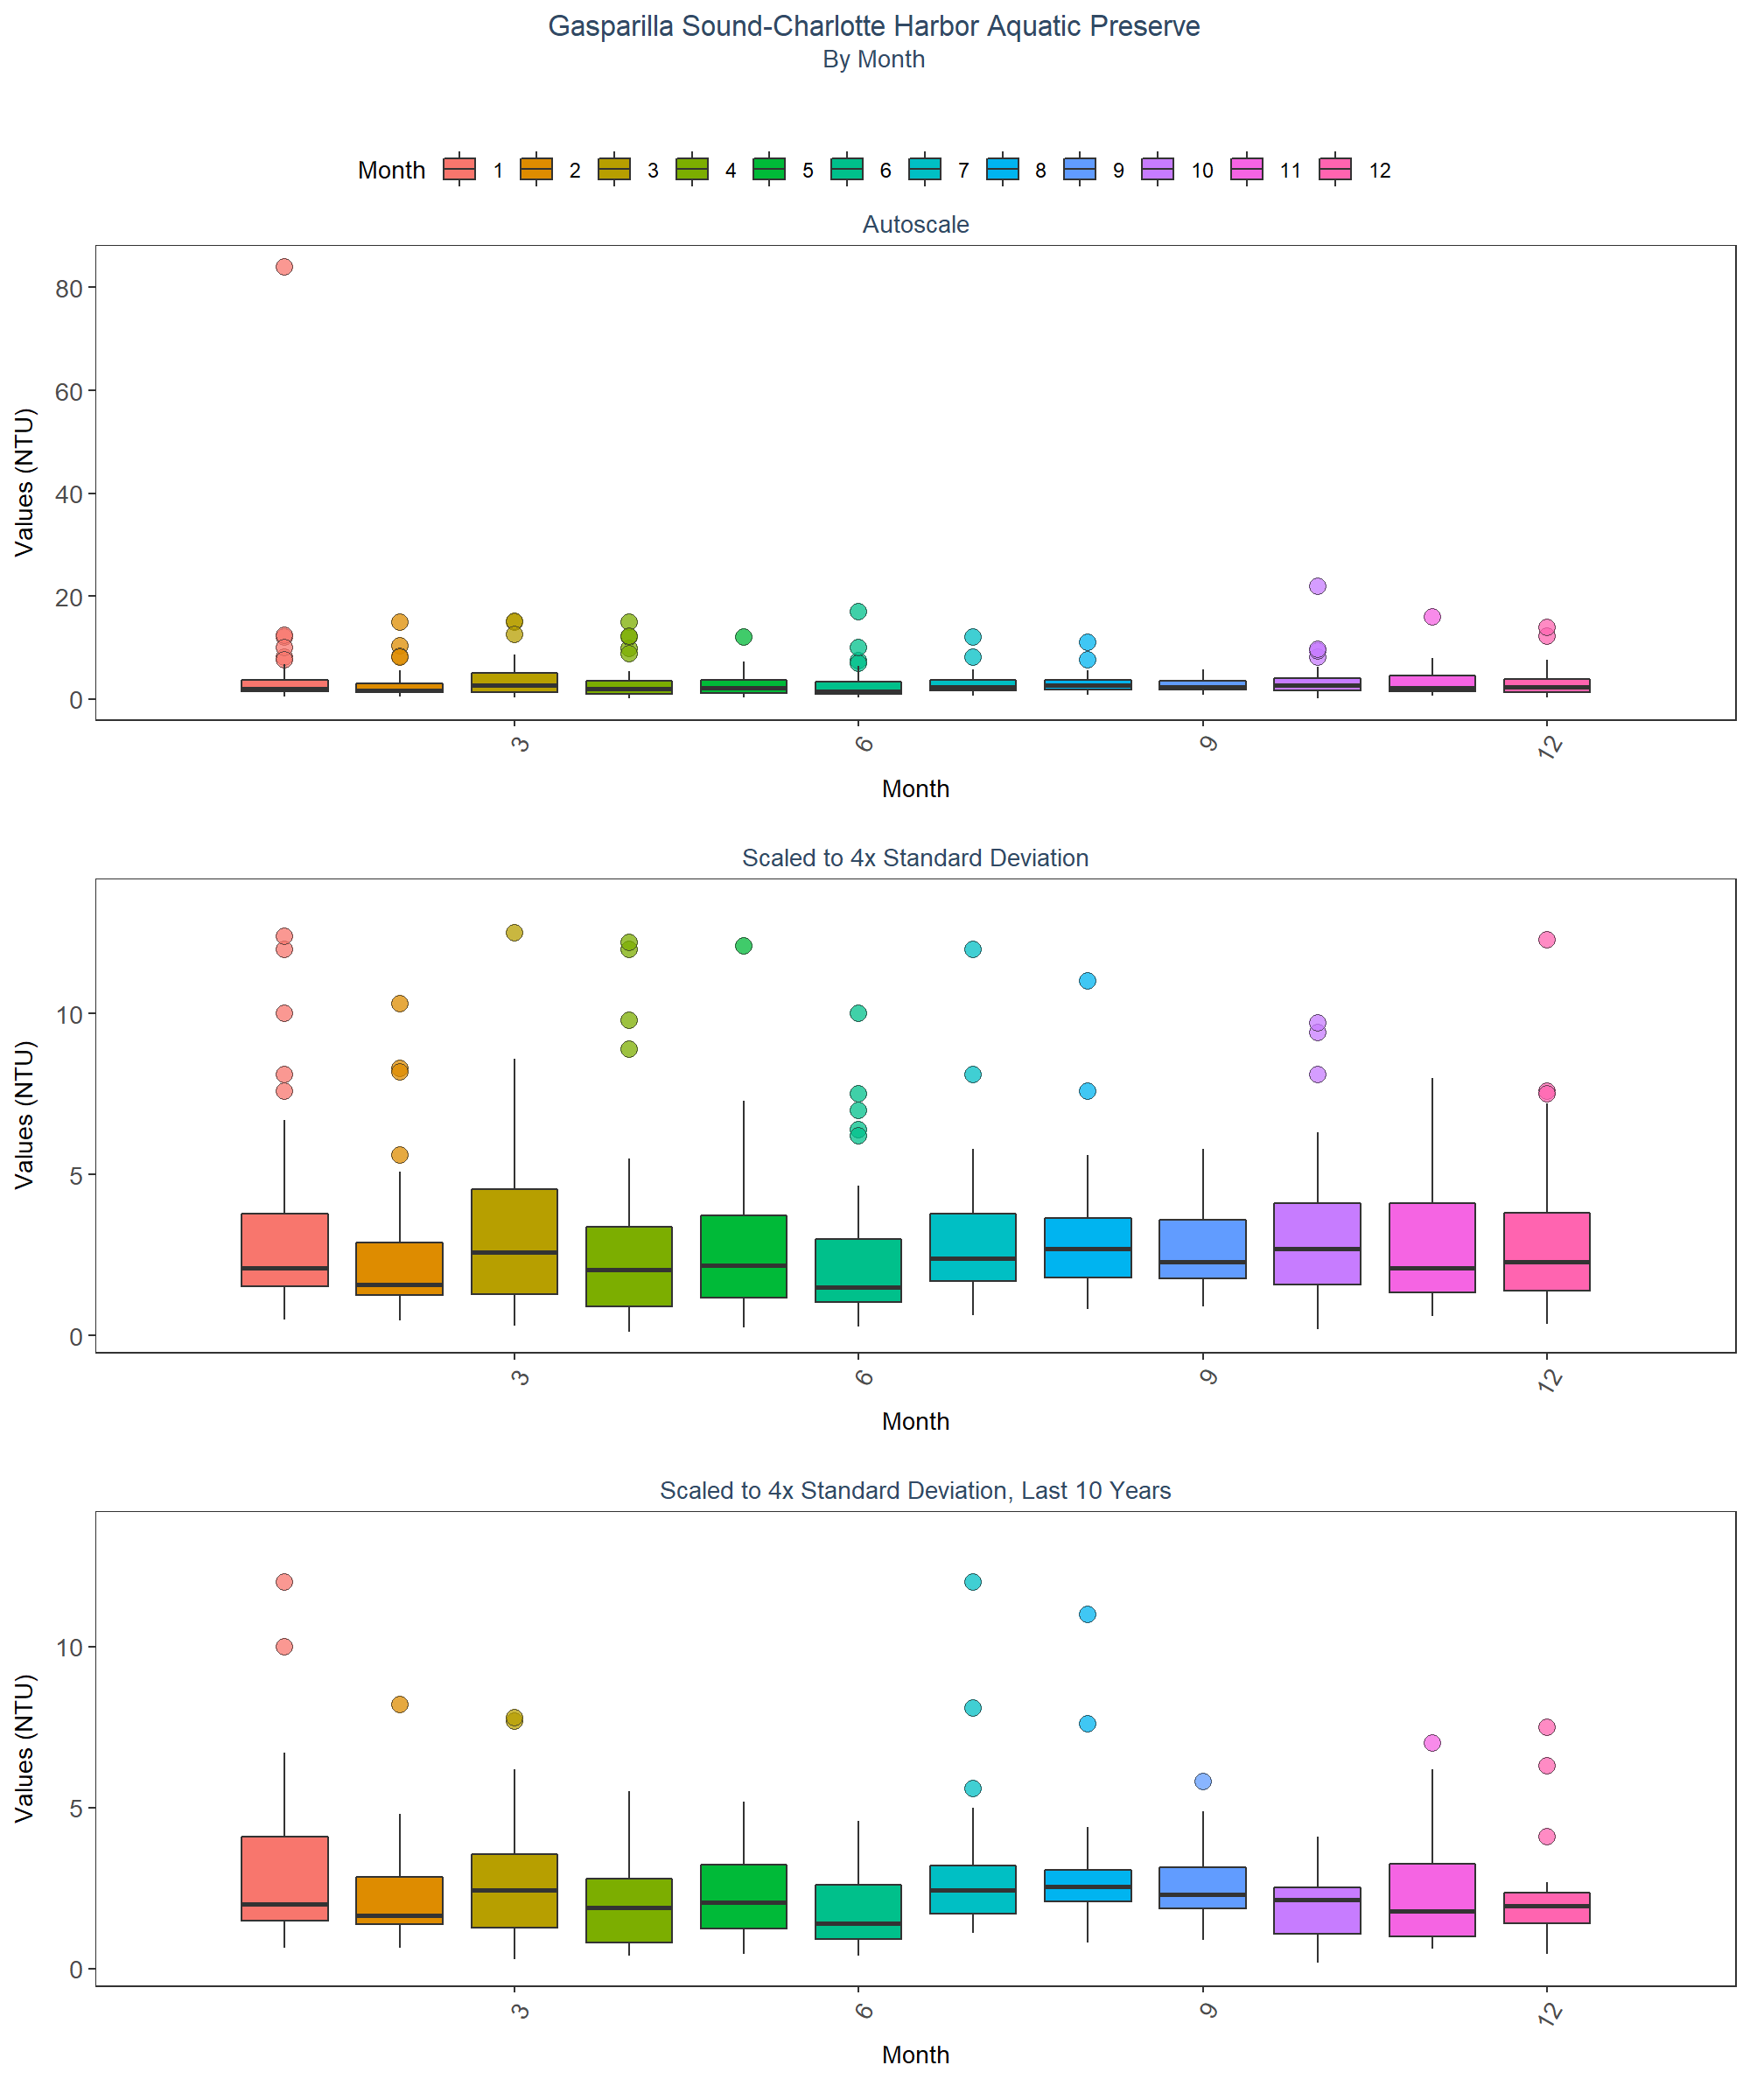 Gasparilla Sound-Charlotte Harbor Aquatic Preserve
By Month
Month 1 2 3 4 5 6 7 8 9 10 11 12
Autoscale
Values (NTU)
80
60
40
20
0
3 6 9 12
Month
Scaled to 4x Standard Deviation
Values (NTU)
10
5
0
3 6 9 12
Month
Scaled to 4x Standard Deviation, Last 10 Years
Values (NTU)
10
5
0
3 6 9 12
Month